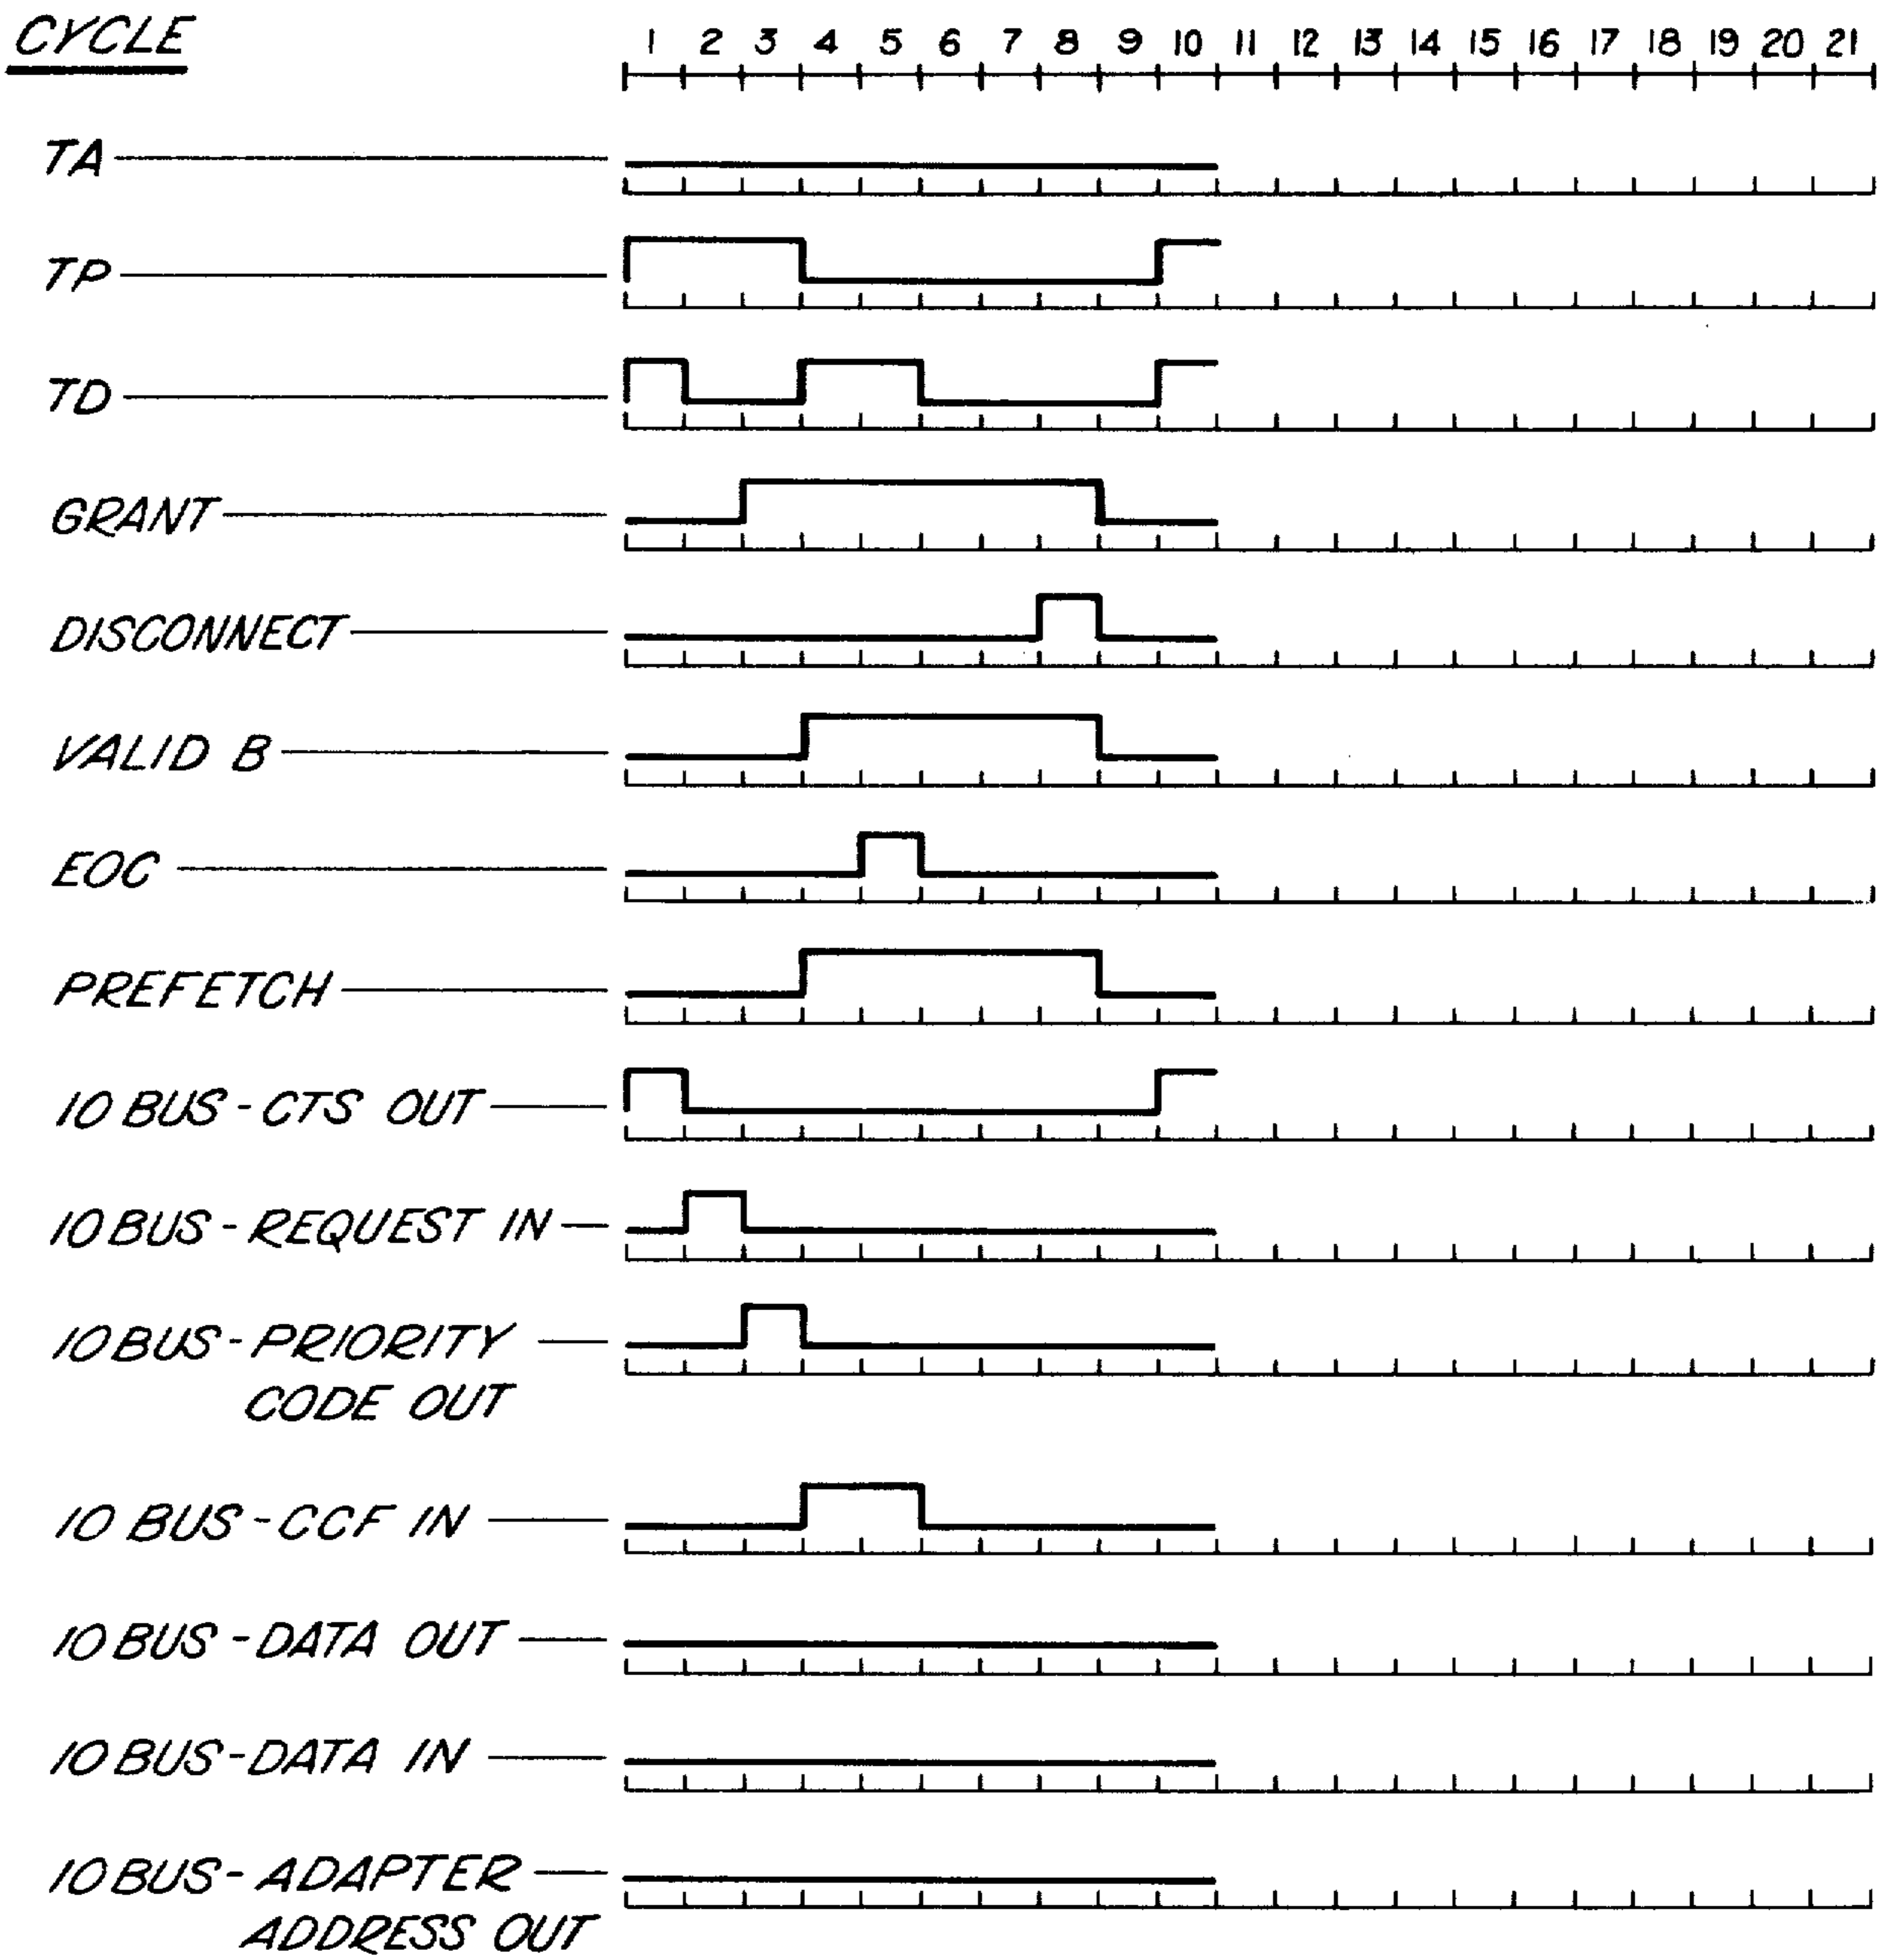 CYCLE
1 2 3 4 5 6 7 8 9 10 11 12 13 14 15 16 17 18 19 20 21
TA
TP
TD
GRANT
DISCONNECT
VALID B
EOC
PREFETCH
IO BUS - CTS OUT
IO BUS - REQUEST IN
IO BUS - PRIORITY
CODE OUT
IO BUS - CCF IN
IO BUS - DATA OUT
IO BUS - DATA IN
IO BUS - ADAPTER
ADDRESS OUT